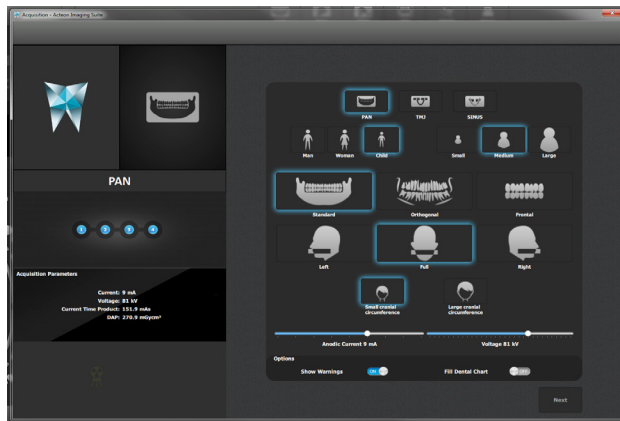 Acquisition - Acteon Imaging Suite
PAN
1 2 3 4
Acquisition Parameters
Current: 9 mA
Voltage: 81 kV
Current Time Product: 151.9 mAs
DAP: 270.9 mGycm²
PAN TMJ SINUS
Man Woman Child Small Medium Large
Standard Orthogonal Frontal
Left Full Right
Small cranial circumference Large cranial circumference
Anodic Current 9 mA Voltage 81 kV
Options
Show Warnings ON Fill Dental Chart OFF
Next